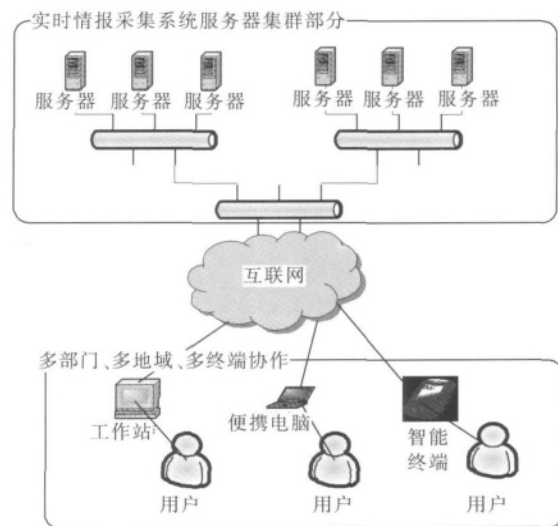 实时情报采集系统服务器集群部分
服务器 服务器 服务器 服务器 服务器 服务器
互联网
多部门、多地域、多终端协作
工作站 便携电脑 智能
终端
用户 用户 用户